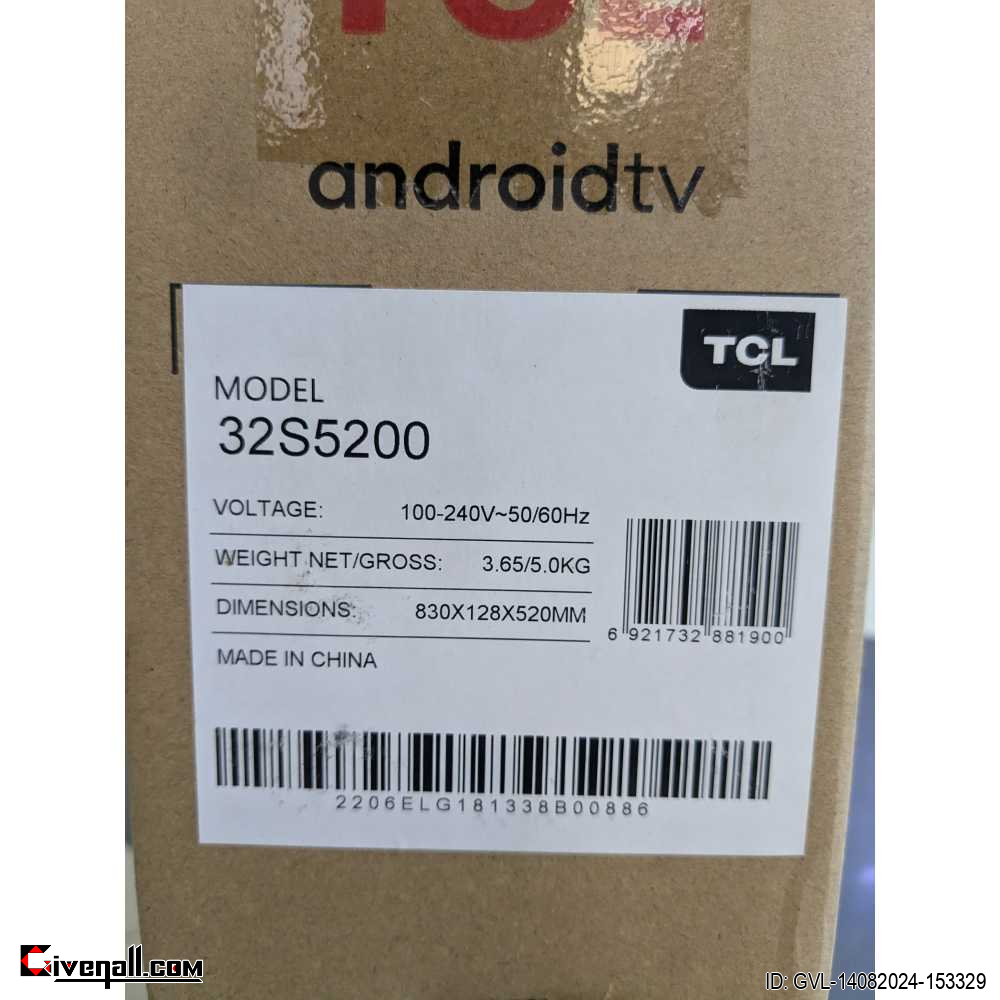 TCL
androidtv
TCL
MODEL
32S5200
VOLTAGE: 100-240V~50/60Hz
WEIGHT NET/GROSS: 3.65/5.0KG
DIMENSIONS: 830X128X520MM
6 921732 881900
MADE IN CHINA
2206ELG181338B00886
Givenall.com
ID: GVL-14082024-153329